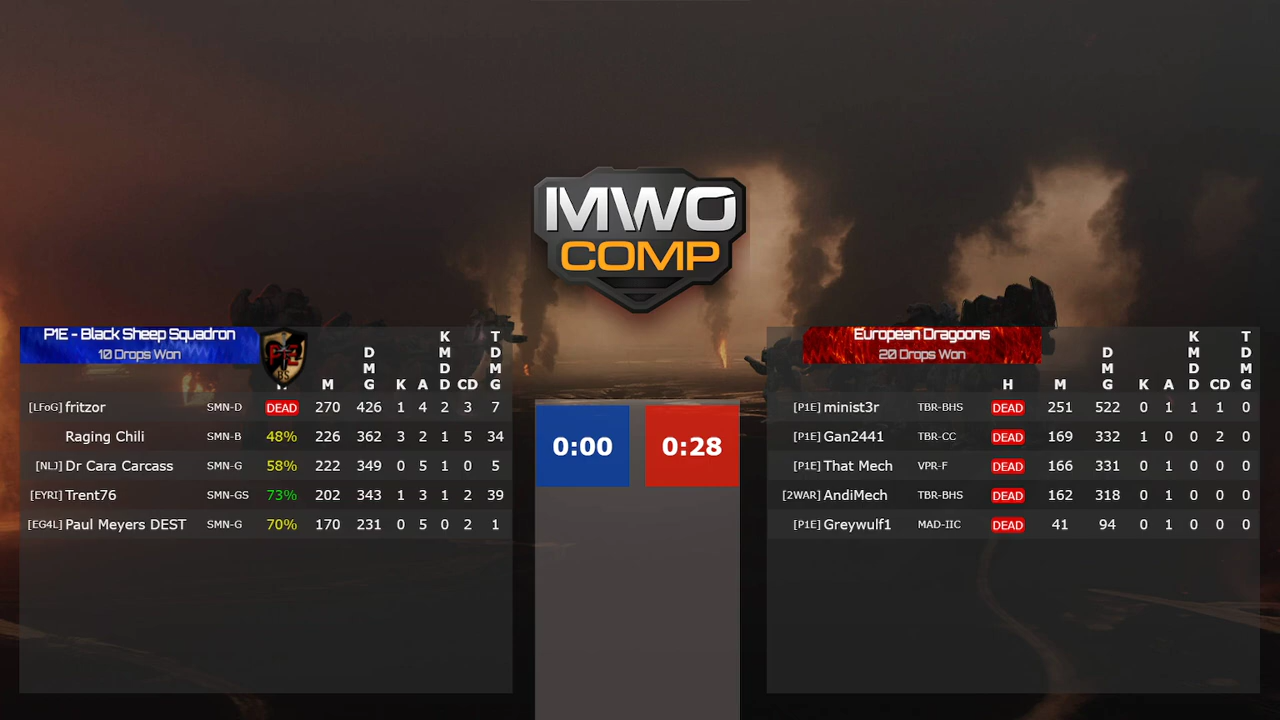 MWO
COMP
P1E - Black Sheep Squadron
10 Drops Won
M DMG K A KMDD CD TDMG
[LFoG] fritzor SMN-D DEAD 270 426 1 4 2 3 7
Raging Chili SMN-B 48% 226 362 3 2 1 5 34
[NLJ] Dr Cara Carcass SMN-G 58% 222 349 0 5 1 0 5
[EYRI] Trent76 SMN-GS 73% 202 343 1 3 1 2 39
[EG4L] Paul Meyers DEST SMN-G 70% 170 231 0 5 0 2 1
0:00 0:28
European Dragoons
20 Drops Won
H M DMG K A KMDD CD TDMG
[P1E] minist3r TBR-BHS DEAD 251 522 0 1 1 1 0
[P1E] Gan2441 TBR-CC DEAD 169 332 1 0 0 2 0
[P1E] That Mech VPR-F DEAD 166 331 0 1 0 0 0
[2WAR] AndiMech TBR-BHS DEAD 162 318 0 1 0 0 0
[P1E] Greywulf1 MAD-IIC DEAD 41 94 0 1 0 0 0